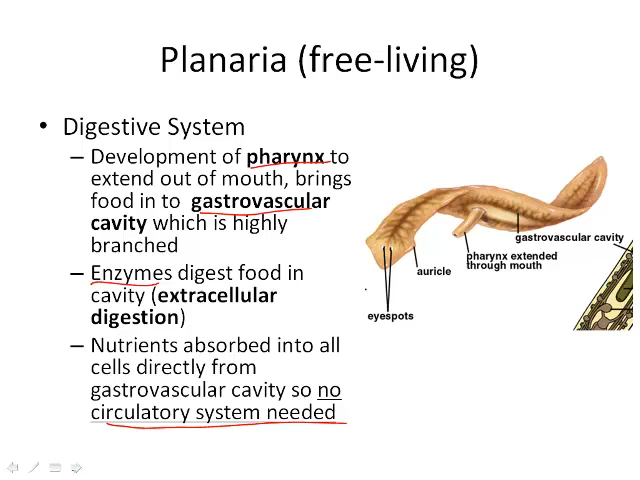 Planaria (free-living)
• Digestive System
– Development of pharynx to
extend out of mouth, brings
food in to gastrovascular
cavity which is highly
branched
– Enzymes digest food in
cavity (extracellular
digestion)
– Nutrients absorbed into all
cells directly from
gastrovascular cavity so no
circulatory system needed
gastrovascular cavity
pharynx extended
through mouth
auricle
eyespots